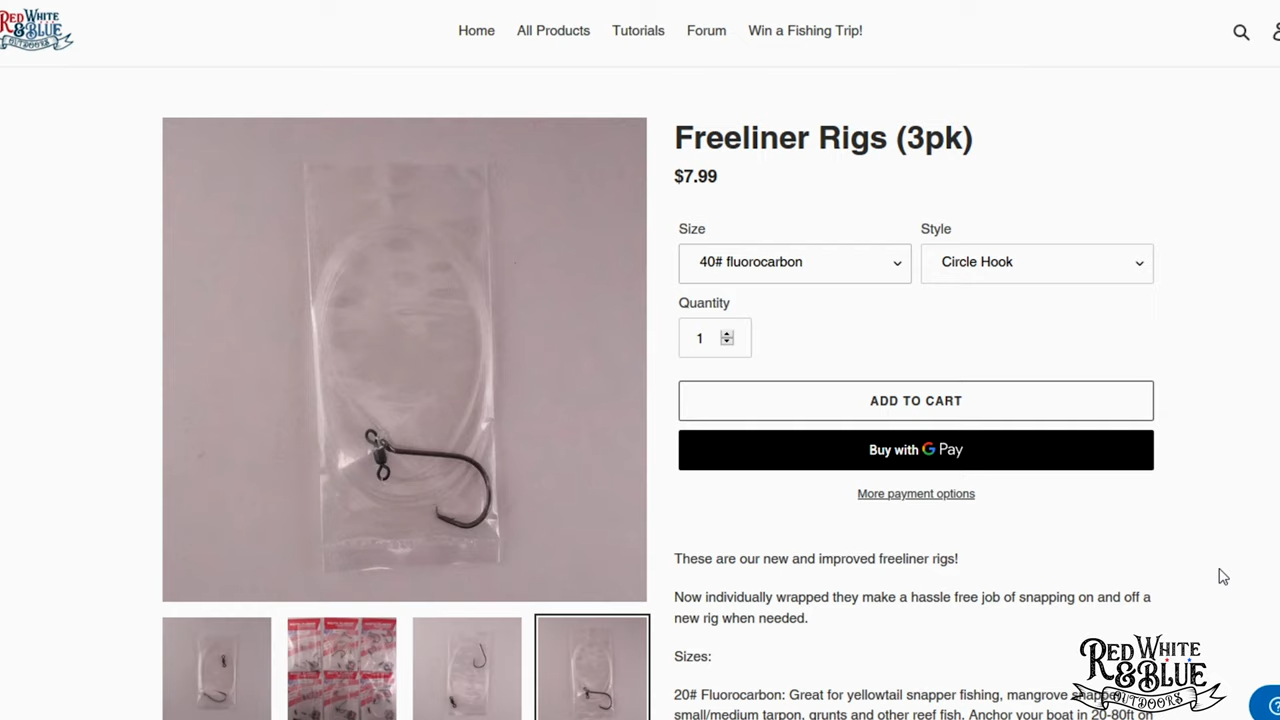 RED WHITE
& BLUE
OUTDOORS
Home
All Products
Tutorials
Forum
Win a Fishing Trip!
Freeliner Rigs (3pk)
$7.99
Size
Style
40# fluorocarbon
Circle Hook
Quantity
1
ADD TO CART
Buy with G Pay
More payment options
These are our new and improved freeliner rigs!
Now individually wrapped they make a hassle free job of snapping on and off a
new rig when needed.
Sizes:
20# Fluorocarbon: Great for yellowtail snapper fishing, mangrove snapper
small/medium tarpon, grunts and other reef fish. Anchor your boat in 20-80ft on
RED WHITE
& BLUE
OUTDOORS